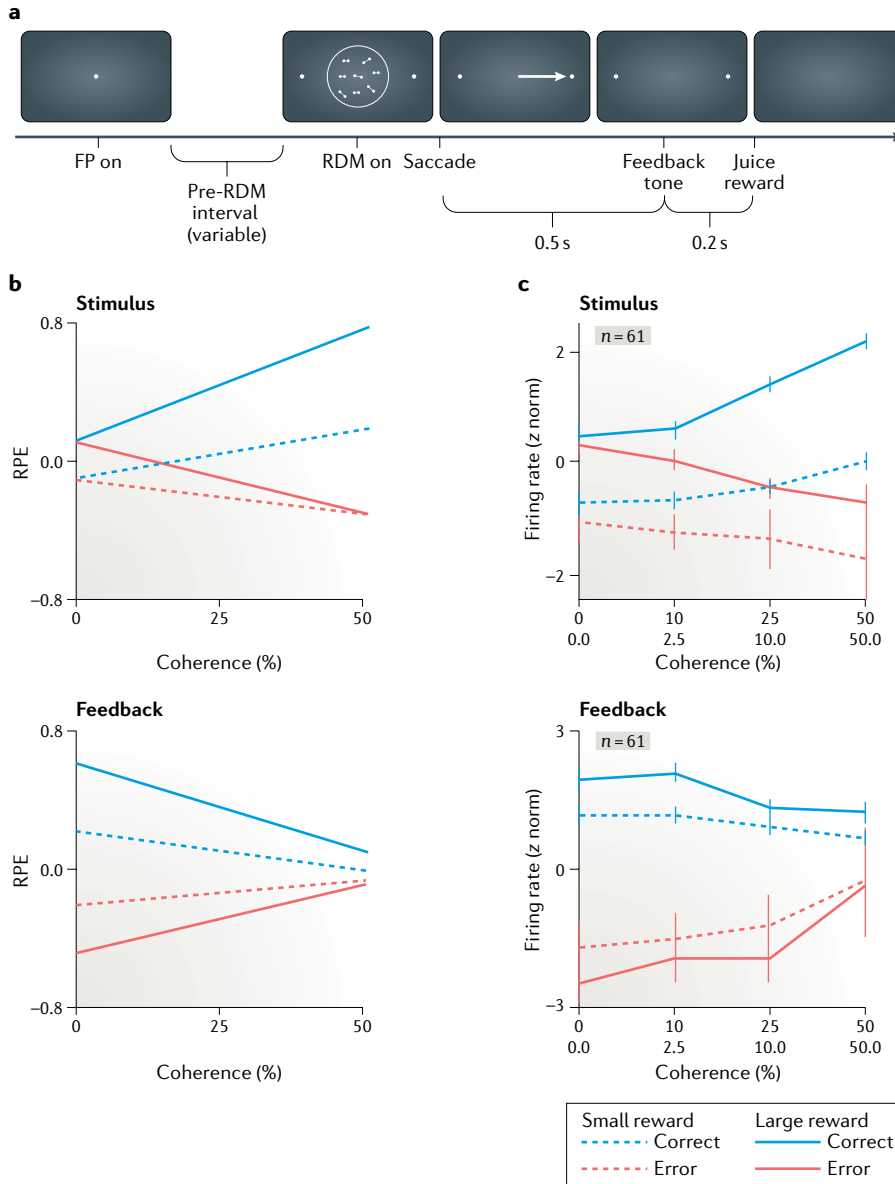 a
FP on
Pre-RDM
interval
(variable)
RDM on
Saccade
Feedback
tone
Juice
reward
0.5 s
0.2 s
b
Stimulus
0.8
0.0
–0.8
RPE
0
25
50
Coherence (%)
Feedback
0.8
0.0
–0.8
RPE
0
25
50
Coherence (%)
c
Stimulus
n = 61
2
0
–2
Firing rate (z norm)
0 10 25 50
0.0 2.5 10.0 50.0
Coherence (%)
Feedback
n = 61
3
0
–3
Firing rate (z norm)
0 10 25 50
0.0 2.5 10.0 50.0
Coherence (%)
Small reward Large reward
Correct Correct
Error Error